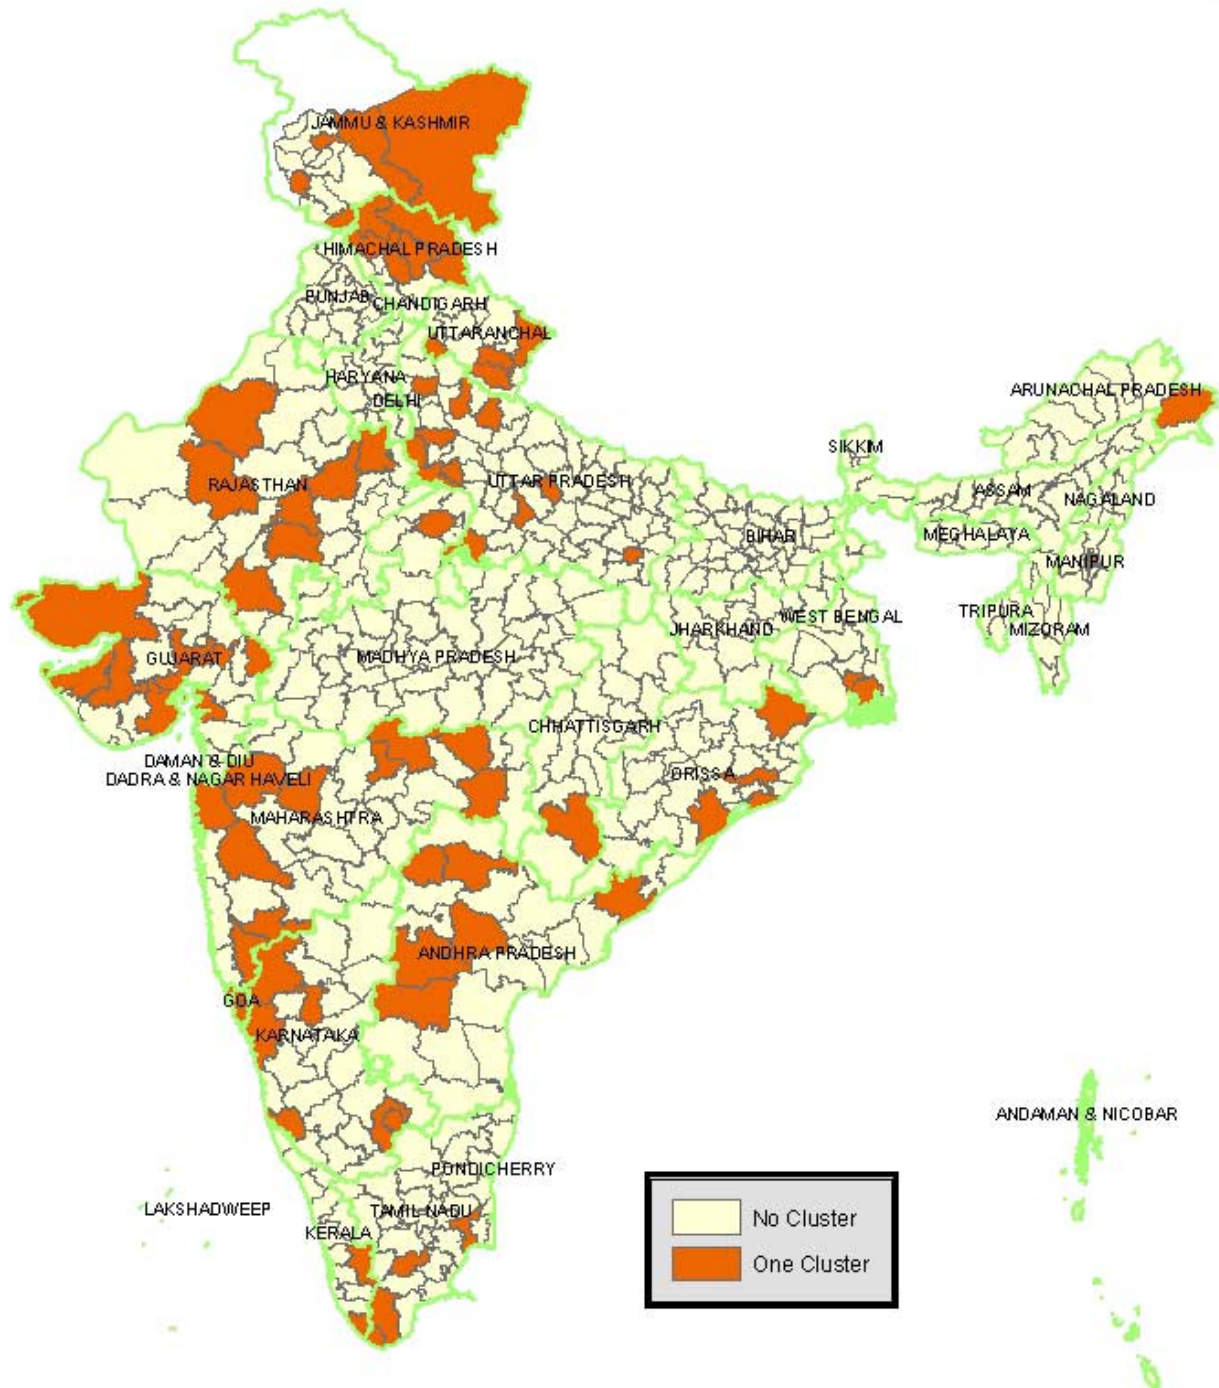 JAMMU & KASHMIR
HIMACHAL PRADESH
PUNJAB
CHANDIGARH
UTTARANCHAL
HARYANA
DELHI
ARUNACHAL PRADESH
SIKKIM
RAJASTHAN
UTTAR PRADESH
ASSAM
NAGALAND
BIHAR
MEGHALAYA
MANIPUR
TRIPURA
MIZORAM
WEST BENGAL
JHARKHAND
GUJARAT
MADHYA PRADESH
CHHATTISGARH
DAMAN & DIU
DADRA & NAGAR HAVELI
ORISSA
MAHARASHTRA
ANDHRA PRADESH
GOA
KARNATAKA
ANDAMAN & NICOBAR
PONDICHERRY
LAKSHADWEEP
TAMIL NADU
KERALA
No Cluster
One Cluster